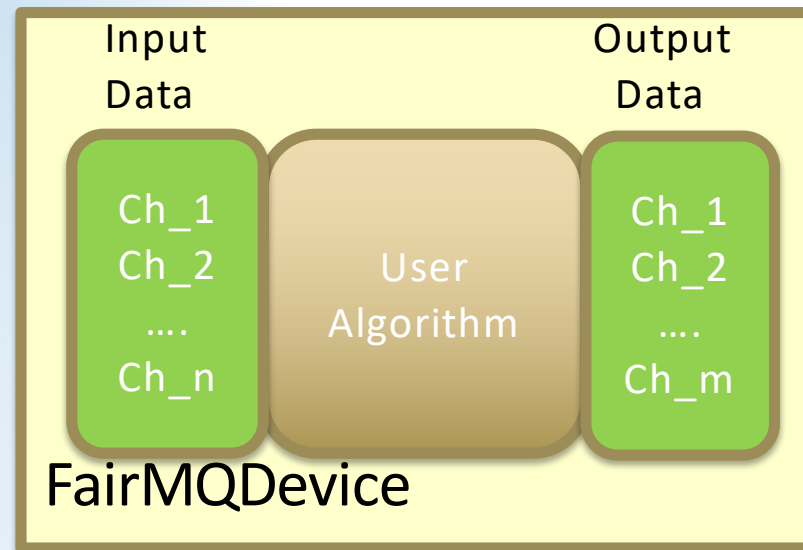 Input
Data
Output
Data
Ch_1
Ch_2
....
Ch_n
User
Algorithm
Ch_1
Ch_2
....
Ch_m
FairMQDevice